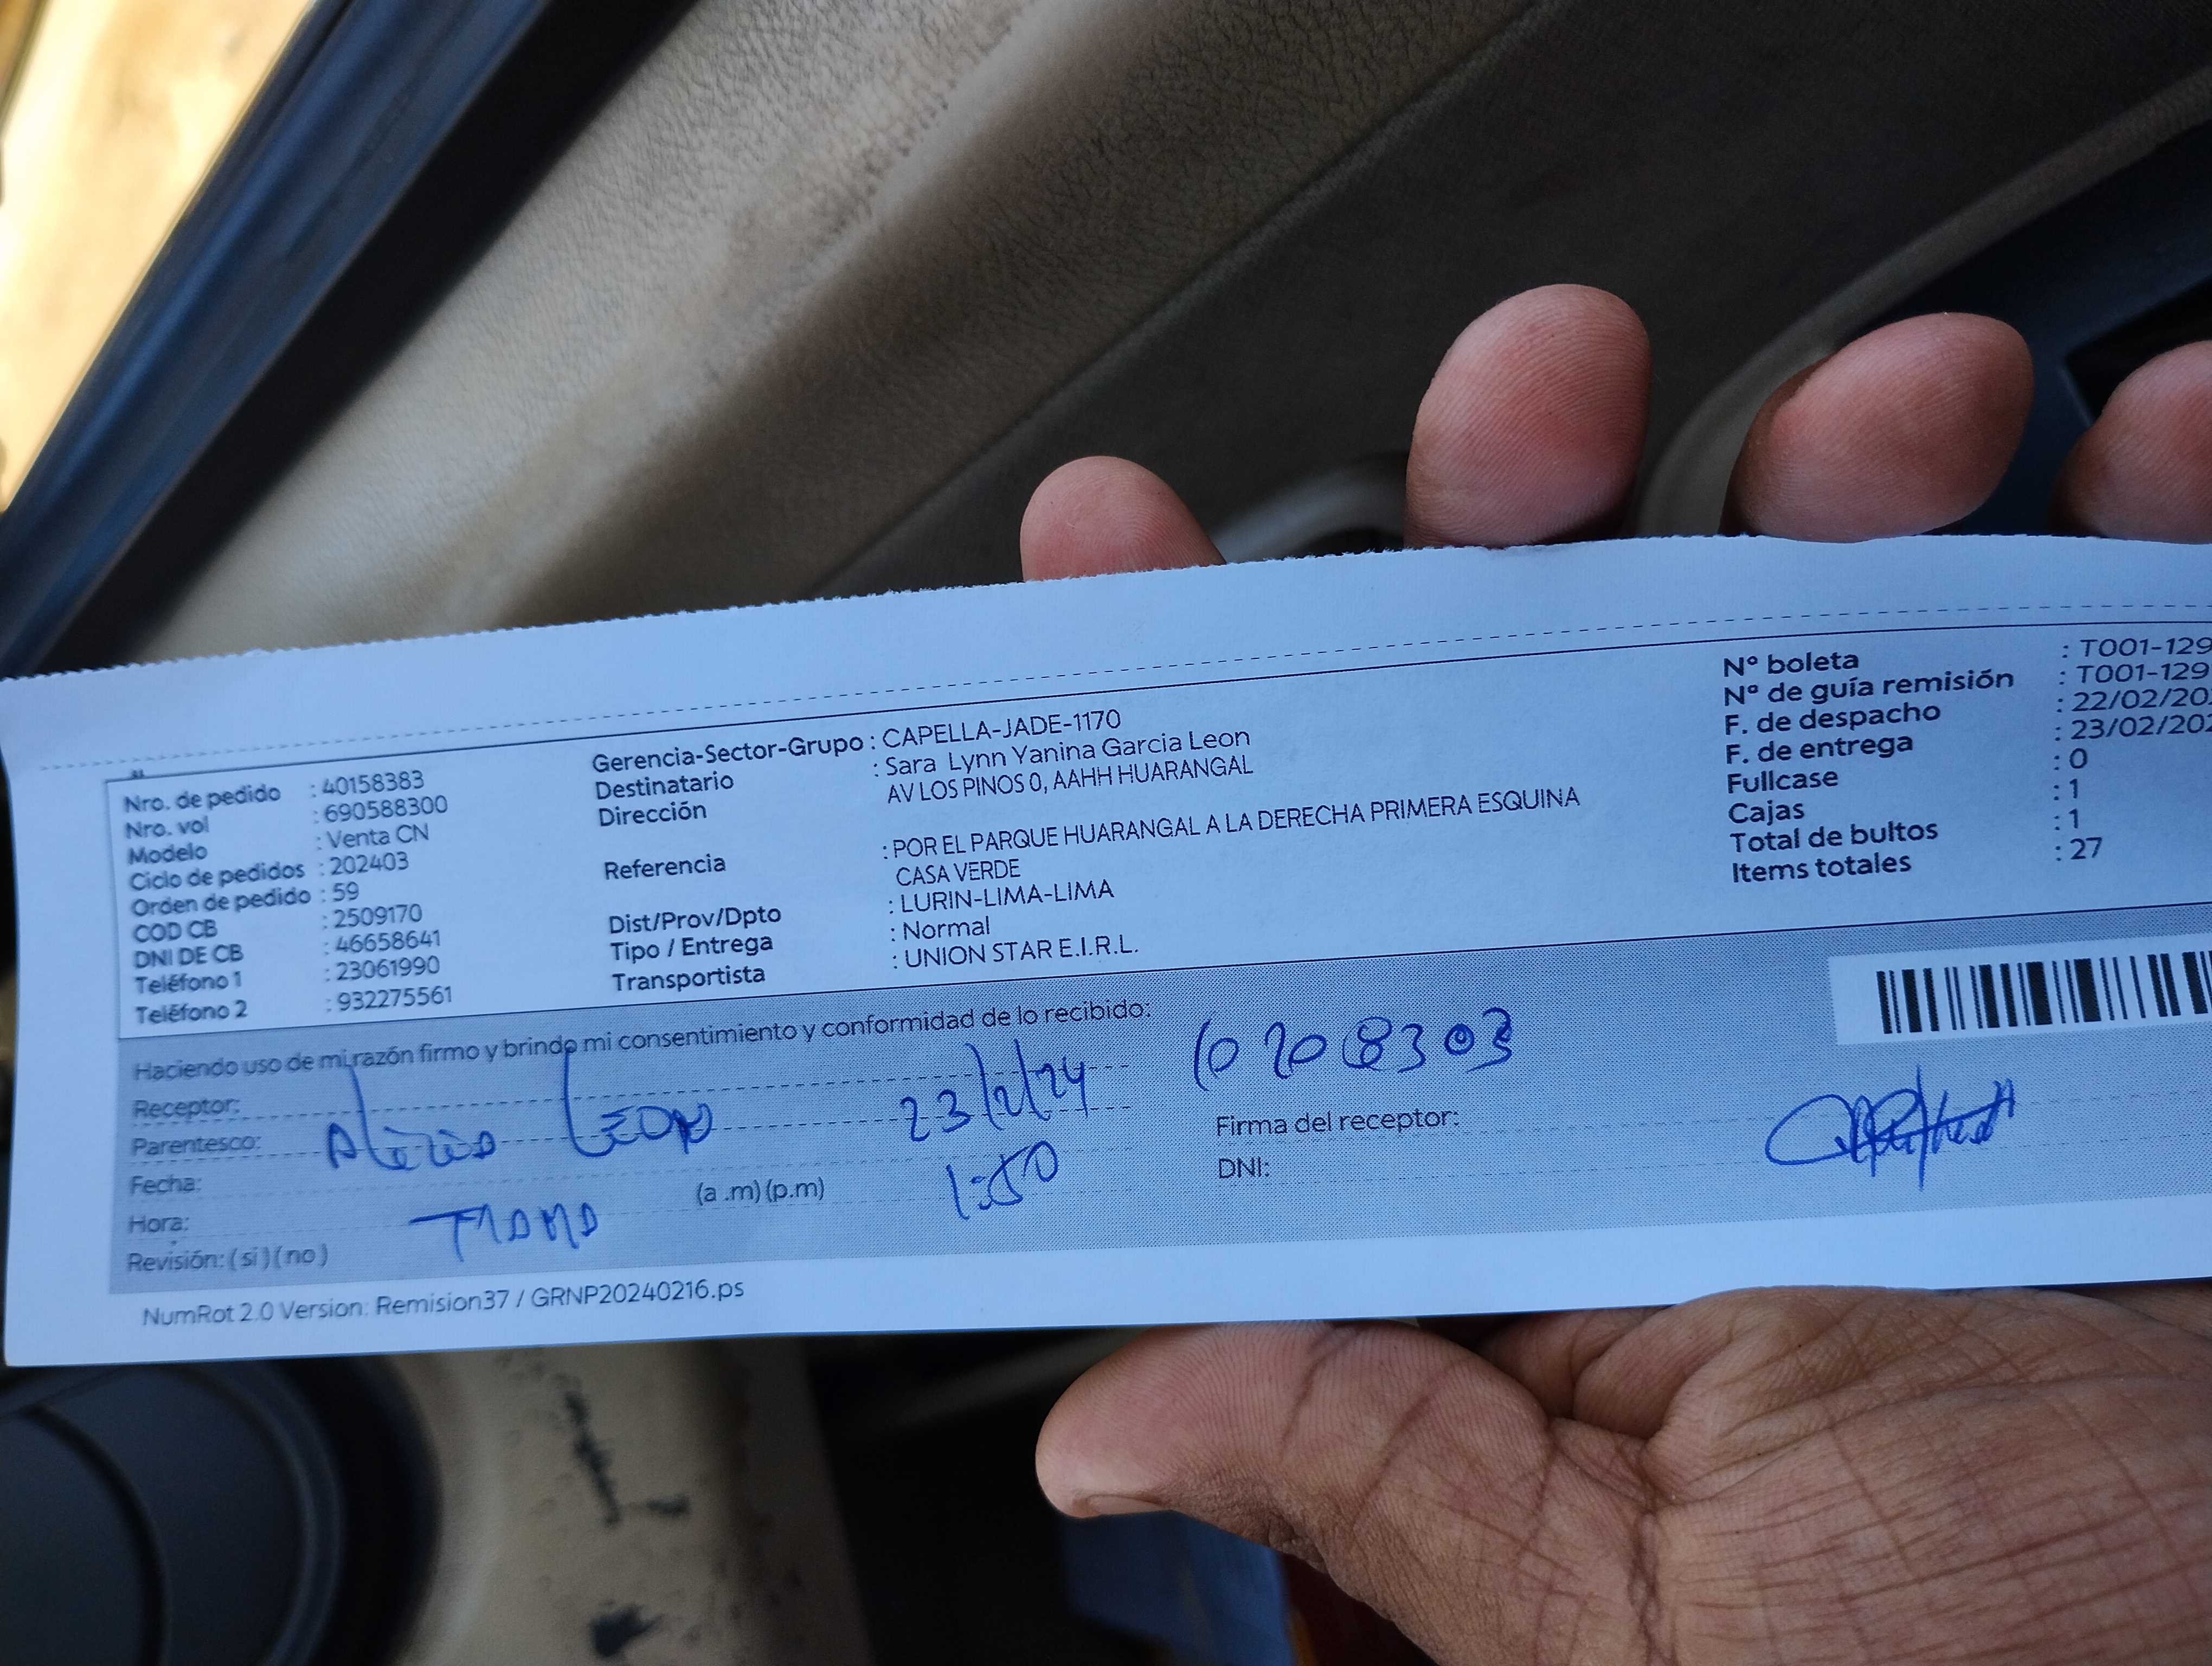 Nro. de pedido : 40158383
Nro. vol : 690588300
Modelo : Venta CN
Ciclo de pedidos : 202403
Orden de pedido : 59
COD CB : 2509170
DNI DE CB : 46658641
Teléfono 1 : 23061990
Teléfono 2 : 932275561
Gerencia-Sector-Grupo : CAPELLA-JADE-1170
Destinatario : Sara Lynn Yanina Garcia Leon
Dirección AV LOS PINOS 0, AAHH HUARANGAL
Referencia : POR EL PARQUE HUARANGAL A LA DERECHA PRIMERA ESQUINA
CASA VERDE
Dist/Prov/Dpto : LURIN-LIMA-LIMA
Tipo / Entrega : Normal
Transportista : UNION STAR E.I.R.L.
N° boleta : T001-129
N° de guía remisión : T001-129
F. de despacho : 22/02/20
F. de entrega : 23/02/202
Fullcase : 0
Cajas : 1
Total de bultos : 1
Items totales : 27
Haciendo uso de mi razón firmo y brindo mi consentimiento y conformidad de lo recibido:
Receptor:
Parentesco: LEON 23/2/24
Fecha:
Hora: (a .m) (p.m) 1:50
Revisión: ( si ) ( no )
Firma del receptor:
DNI:
NumRot 2.0 Version: Remision37 / GRNP20240216.ps